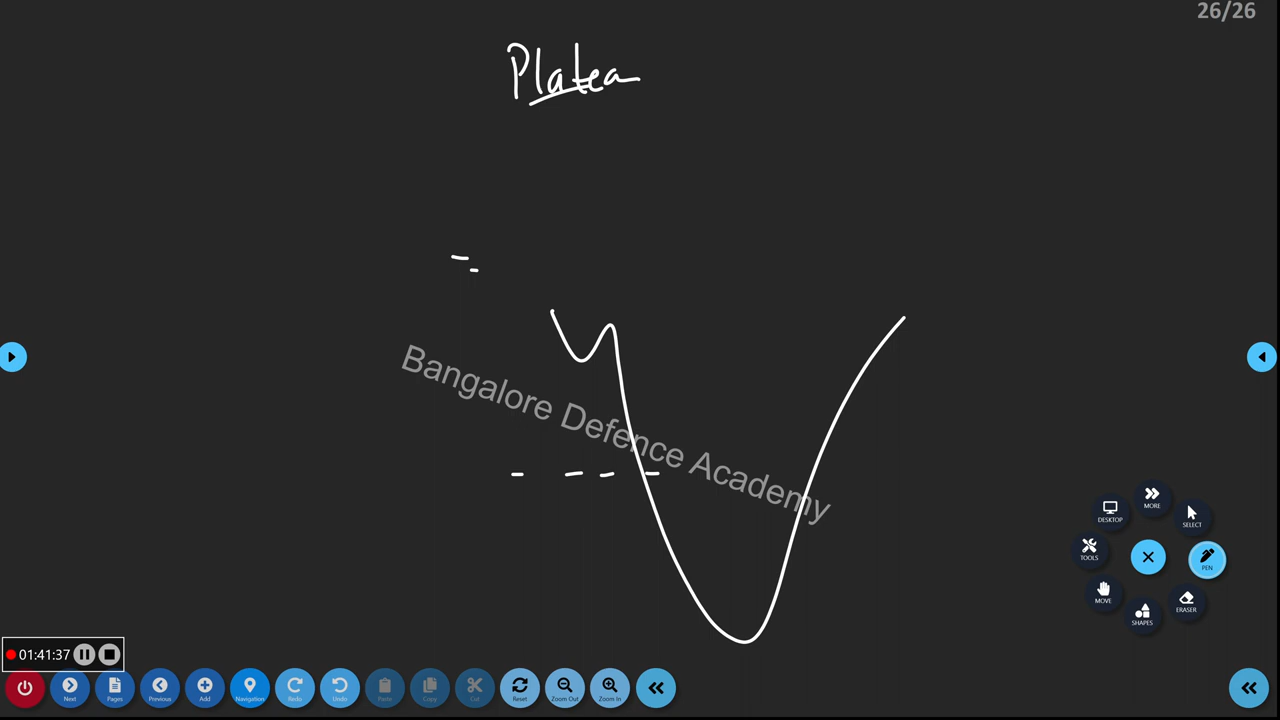 26/26
Platea
Bangalore Defence Academy
MORE
DESKTOP
SELECT
TOOLS
PEN
MOVE
ERASER
SHAPES
01:41:37
Next
Pages
Previous
Add
Navigation
Redo
Undo
Paste
Copy
Cut
Reset
Zoom Out
Zoom In